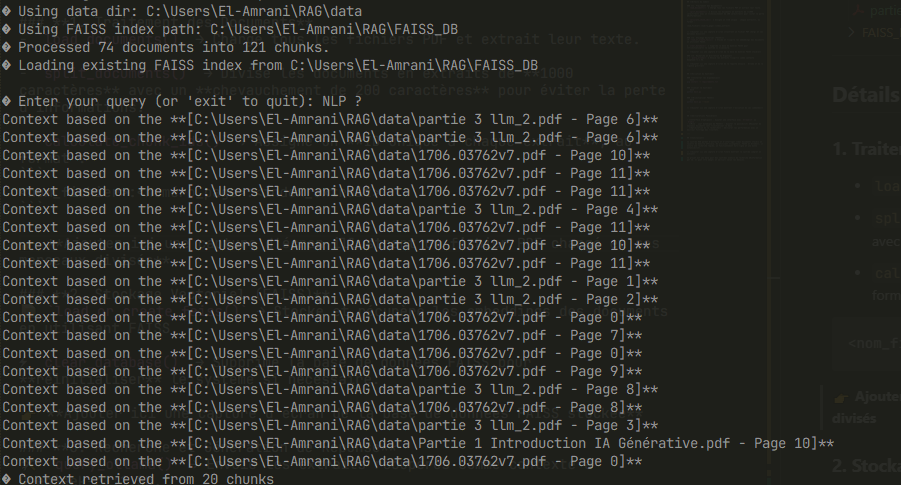 � Using data dir: C:\Users\El-Amrani\RAG\data
� Using FAISS index path: C:\Users\El-Amrani\RAG\FAISS_DB
� Processed 74 documents into 121 chunks.
� Loading existing FAISS index from C:\Users\El-Amrani\RAG\FAISS_DB
� Enter your query (or 'exit' to quit): NLP ?
Context based on the **[C:\Users\El-Amrani\RAG\data\partie 3 llm_2.pdf - Page 6]**
Context based on the **[C:\Users\El-Amrani\RAG\data\partie 3 llm_2.pdf - Page 6]**
Context based on the **[C:\Users\El-Amrani\RAG\data\1706.03762v7.pdf - Page 10]**
Context based on the **[C:\Users\El-Amrani\RAG\data\1706.03762v7.pdf - Page 11]**
Context based on the **[C:\Users\El-Amrani\RAG\data\1706.03762v7.pdf - Page 11]**
Context based on the **[C:\Users\El-Amrani\RAG\data\partie 3 llm_2.pdf - Page 4]**
Context based on the **[C:\Users\El-Amrani\RAG\data\1706.03762v7.pdf - Page 11]**
Context based on the **[C:\Users\El-Amrani\RAG\data\1706.03762v7.pdf - Page 10]**
Context based on the **[C:\Users\El-Amrani\RAG\data\1706.03762v7.pdf - Page 11]**
Context based on the **[C:\Users\El-Amrani\RAG\data\partie 3 llm_2.pdf - Page 1]**
Context based on the **[C:\Users\El-Amrani\RAG\data\partie 3 llm_2.pdf - Page 2]**
Context based on the **[C:\Users\El-Amrani\RAG\data\1706.03762v7.pdf - Page 0]**
Context based on the **[C:\Users\El-Amrani\RAG\data\1706.03762v7.pdf - Page 7]**
Context based on the **[C:\Users\El-Amrani\RAG\data\1706.03762v7.pdf - Page 0]**
Context based on the **[C:\Users\El-Amrani\RAG\data\1706.03762v7.pdf - Page 9]**
Context based on the **[C:\Users\El-Amrani\RAG\data\partie 3 llm_2.pdf - Page 8]**
Context based on the **[C:\Users\El-Amrani\RAG\data\1706.03762v7.pdf - Page 8]**
Context based on the **[C:\Users\El-Amrani\RAG\data\partie 3 llm_2.pdf - Page 3]**
Context based on the **[C:\Users\El-Amrani\RAG\data\Partie 1 Introduction IA Générative.pdf - Page 10]**
Context based on the **[C:\Users\El-Amrani\RAG\data\1706.03762v7.pdf - Page 0]**
� Context retrieved from 20 chunks
Détails
1. Traite
Ajoute
divisés
2. Stocka